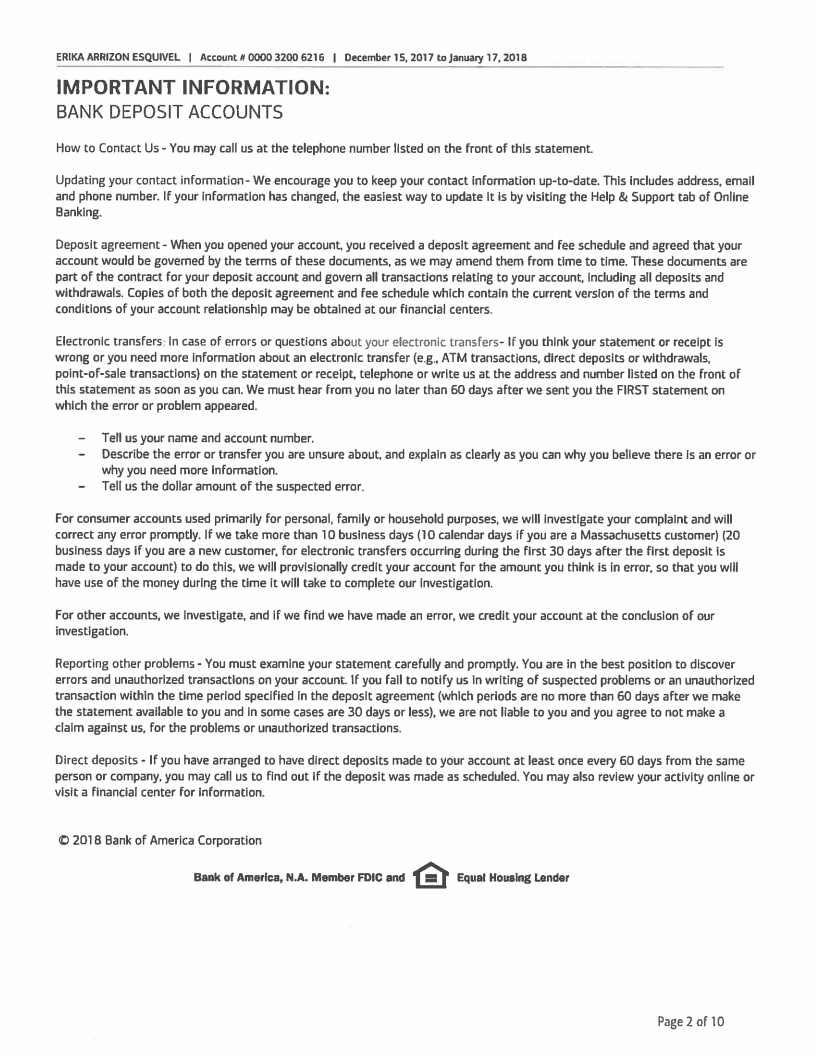 ERIKA ARRIZON ESQUIVEL | Account # 0000 3200 6216 | December 15, 2017 to January 17, 2018
IMPORTANT INFORMATION:
BANK DEPOSIT ACCOUNTS
How to Contact Us - You may call us at the telephone number listed on the front of this statement.
Updating your contact information - We encourage you to keep your contact information up-to-date. This includes address, email
and phone number. If your information has changed, the easiest way to update it is by visiting the Help & Support tab of Online
Banking.
Deposit agreement - When you opened your account, you received a deposit agreement and fee schedule and agreed that your
account would be governed by the terms of these documents, as we may amend them from time to time. These documents are
part of the contract for your deposit account and govern all transactions relating to your account, including all deposits and
withdrawals. Copies of both the deposit agreement and fee schedule which contain the current version of the terms and
conditions of your account relationship may be obtained at our financial centers.
Electronic transfers: In case of errors or questions about your electronic transfers- If you think your statement or receipt is
wrong or you need more information about an electronic transfer (e.g., ATM transactions, direct deposits or withdrawals,
point-of-sale transactions) on the statement or receipt, telephone or write us at the address and number listed on the front of
this statement as soon as you can. We must hear from you no later than 60 days after we sent you the FIRST statement on
which the error or problem appeared.
– Tell us your name and account number.
– Describe the error or transfer you are unsure about, and explain as clearly as you can why you believe there is an error or
why you need more information.
– Tell us the dollar amount of the suspected error.
For consumer accounts used primarily for personal, family or household purposes, we will investigate your complaint and will
correct any error promptly. If we take more than 10 business days (10 calendar days if you are a Massachusetts customer) (20
business days if you are a new customer, for electronic transfers occurring during the first 30 days after the first deposit is
made to your account) to do this, we will provisionally credit your account for the amount you think is in error, so that you will
have use of the money during the time it will take to complete our investigation.
For other accounts, we investigate, and if we find we have made an error, we credit your account at the conclusion of our
investigation.
Reporting other problems - You must examine your statement carefully and promptly. You are in the best position to discover
errors and unauthorized transactions on your account. If you fail to notify us in writing of suspected problems or an unauthorized
transaction within the time period specified in the deposit agreement (which periods are no more than 60 days after we make
the statement available to you and in some cases are 30 days or less), we are not liable to you and you agree to not make a
claim against us, for the problems or unauthorized transactions.
Direct deposits - If you have arranged to have direct deposits made to your account at least once every 60 days from the same
person or company, you may call us to find out if the deposit was made as scheduled. You may also review your activity online or
visit a financial center for information.
© 2018 Bank of America Corporation
Bank of America, N.A. Member FDIC and Equal Housing Lender
Page 2 of 10